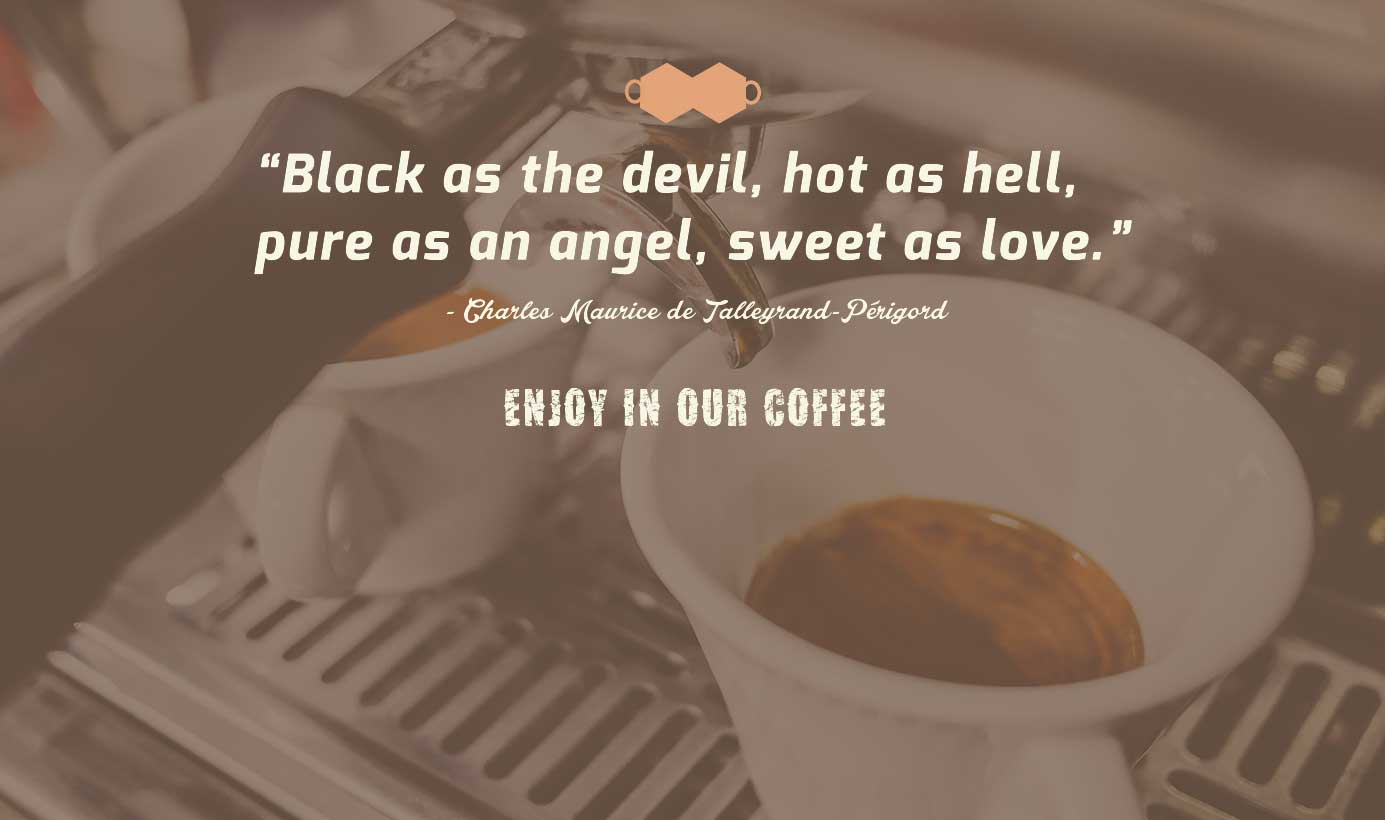 “Black as the devil, hot as hell,
pure as an angel, sweet as love.”
- Charles Maurice de Talleyrand-Périgord
ENJOY IN OUR COFFEE